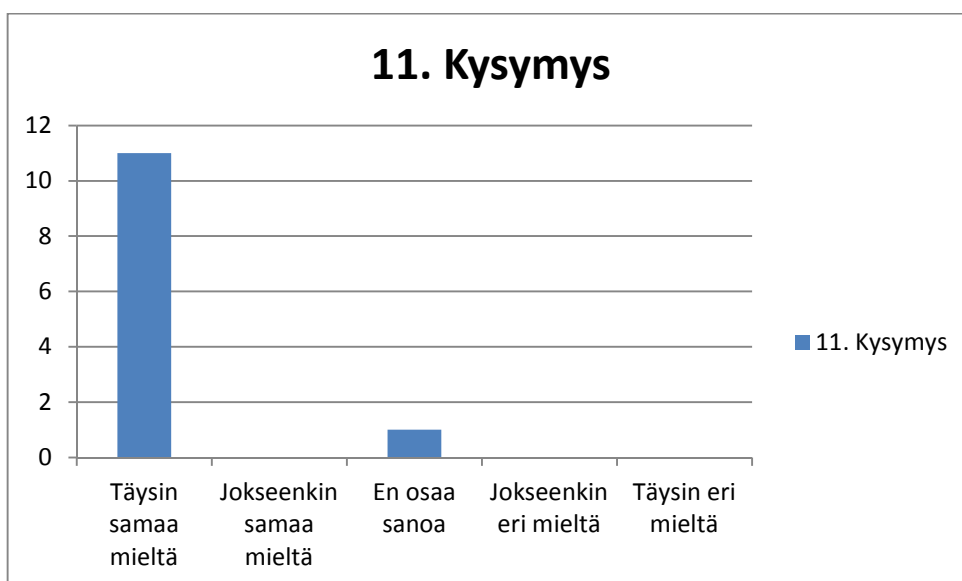 11. Kysymys
12
10
8
6
4
2
0
11. Kysymys
Täysin
samaa
mieltä
Jokseenkin
samaa
mieltä
En osaa
sanoa
Jokseenkin
eri mieltä
Täysin eri
mieltä